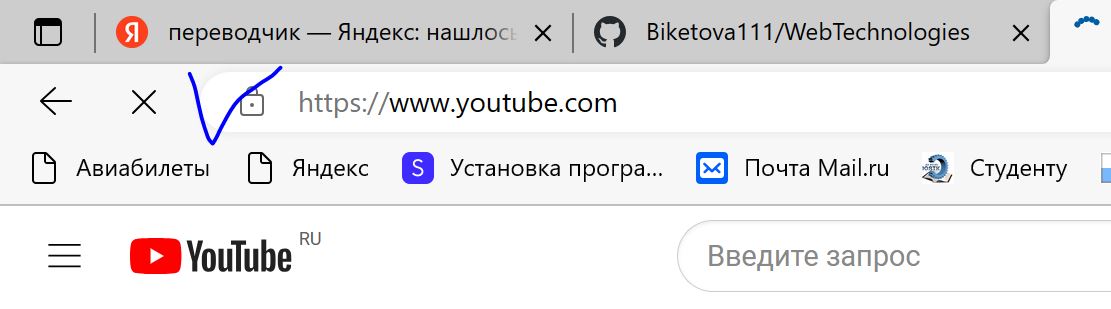 переводчик — Яндекс: нашлось
Biketova111/WebTechnologies
https://www.youtube.com
Авиабилеты
Яндекс
S
Установка програ...
Почта Mail.ru
Студенту
YouTube RU
Введите запрос